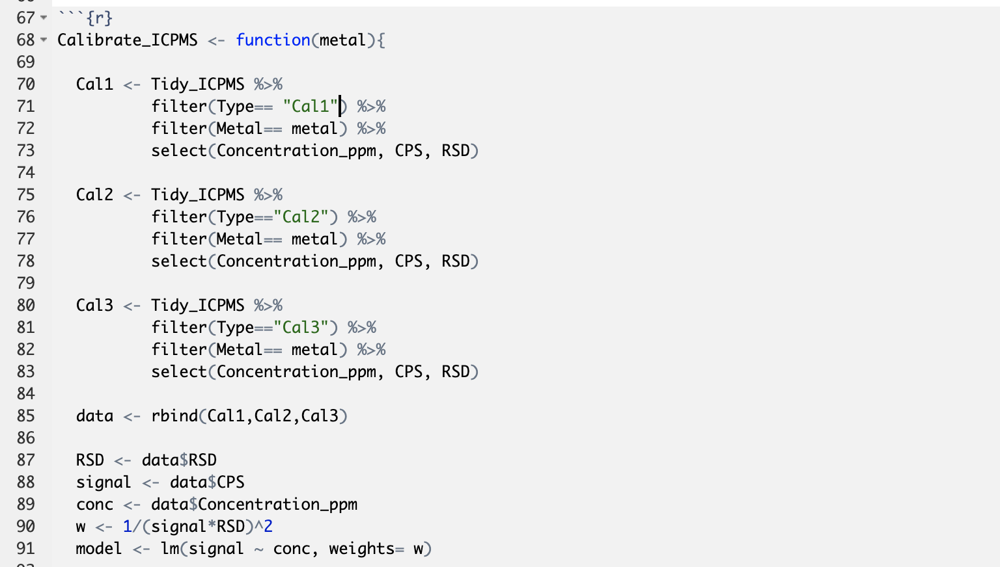 67 ```{r}
68 Calibrate_ICPMS <- function(metal){
69
70 Cal1 <- Tidy_ICPMS %>%
71 filter(Type== "Cal1") %>%
72 filter(Metal== metal) %>%
73 select(Concentration_ppm, CPS, RSD)
74
75 Cal2 <- Tidy_ICPMS %>%
76 filter(Type=="Cal2") %>%
77 filter(Metal== metal) %>%
78 select(Concentration_ppm, CPS, RSD)
79
80 Cal3 <- Tidy_ICPMS %>%
81 filter(Type=="Cal3") %>%
82 filter(Metal== metal) %>%
83 select(Concentration_ppm, CPS, RSD)
84
85 data <- rbind(Cal1,Cal2,Cal3)
86
87 RSD <- data$RSD
88 signal <- data$CPS
89 conc <- data$Concentration_ppm
90 w <- 1/(signal*RSD)^2
91 model <- lm(signal ~ conc, weights= w)